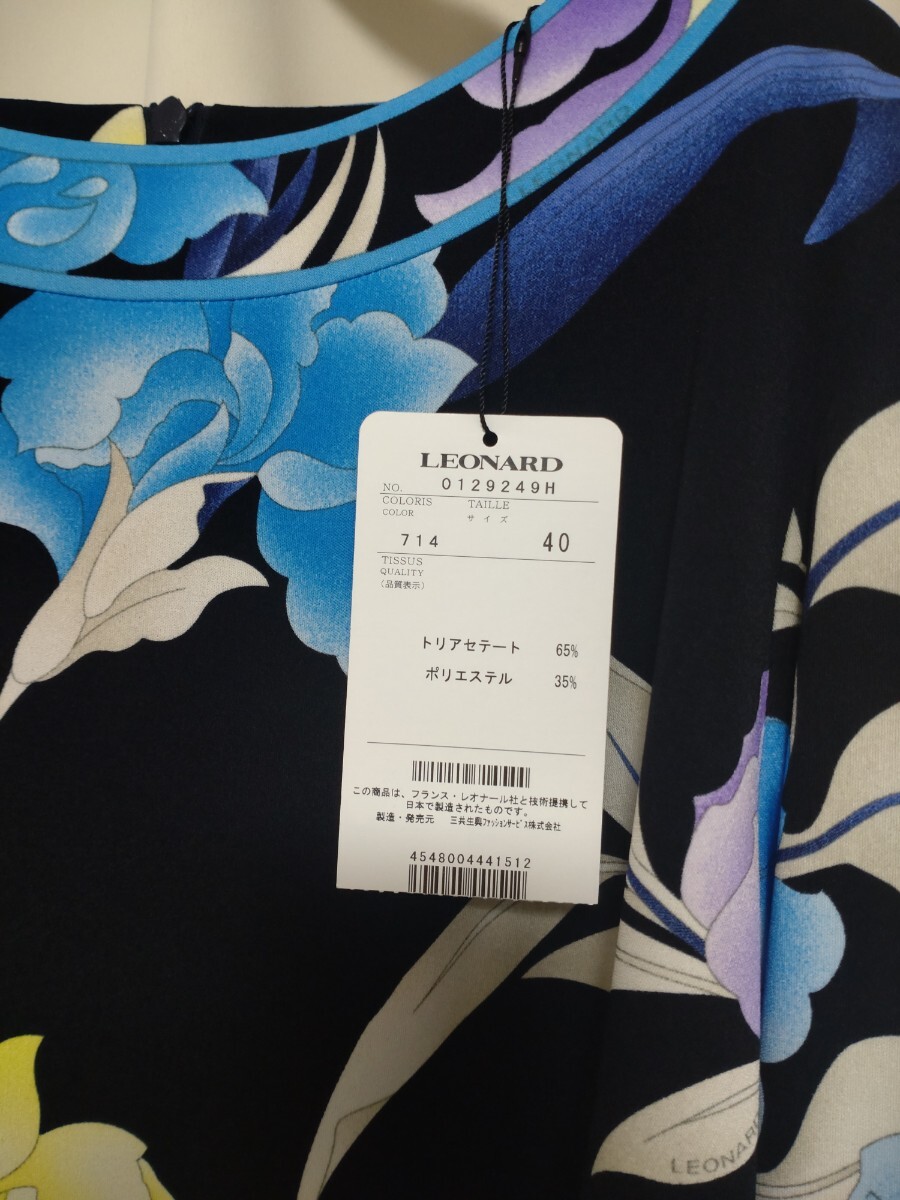 LEONARD
LEONARD
NO. 0129249H
COLORIS TAILLE
COLOR サイズ
714 40
TISSUS
QUALITY
(品質表示)
トリアセテート 65%
ポリエステル 35%
この商品は、フランス・レオナール社と技術提携して
日本で製造されたものです。
製造・発売元 三共生興ファッションサービス株式会社
4548004441512
LEONARD